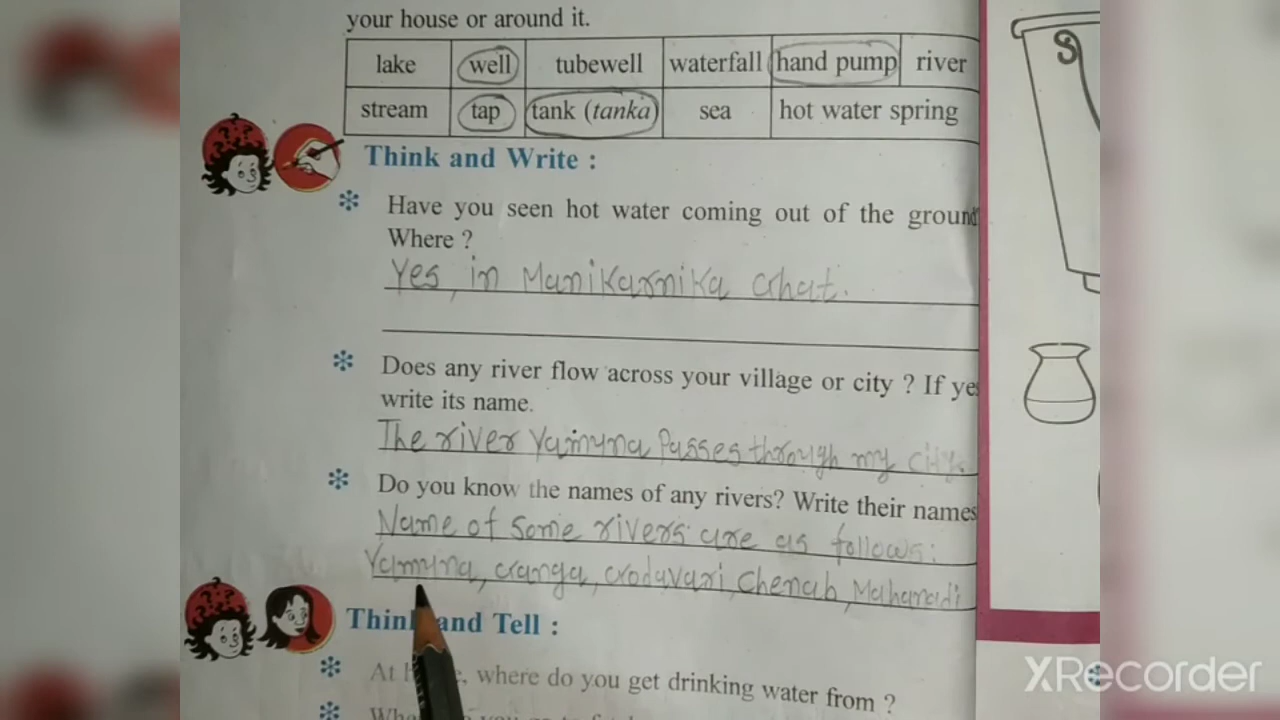 your house or around it.
lake well tubewell waterfall hand pump river
stream tap tank (tanka) sea hot water spring
Think and Write :
Have you seen hot water coming out of the ground
Where ?
Yes, in Manikarnika Ghat.
Does any river flow across your village or city ? If yes
write its name.
The river Yamuna Passes through my city.
Do you know the names of any rivers? Write their names
Name of some rivers are as follows:
Yamuna, Ganga, Godavari, Chenab, Mahanadi
Think and Tell :
At , where do you get drinking water from ?
XRecorder